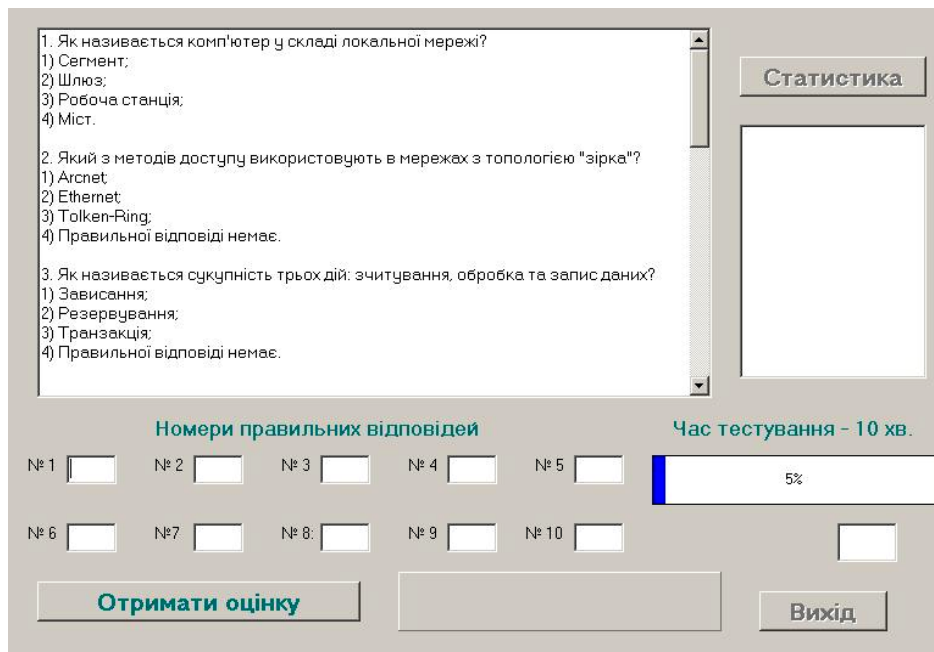 1. Як називається комп'ютер у складі локальної мережі?
1) Сегмент;
2) Шлюз;
3) Робоча станція;
4) Міст.
2. Який з методів доступу використовують в мережах з топологією "зірка"?
1) Arcnet;
2) Ethernet;
3) Tolken-Ring;
4) Правильної відповіді немає.
3. Як називається сукупність трьох дій: зчитування, обробка та запис даних?
1) Зависання;
2) Резервування;
3) Транзакція;
4) Правильної відповіді немає.
Статистика
Номери правильних відповідей
Час тестування - 10 хв.
№ 1 № 2 № 3 № 4 № 5
5%
№ 6 №7 № 8: № 9 № 10
Отримати оцінку
Вихід